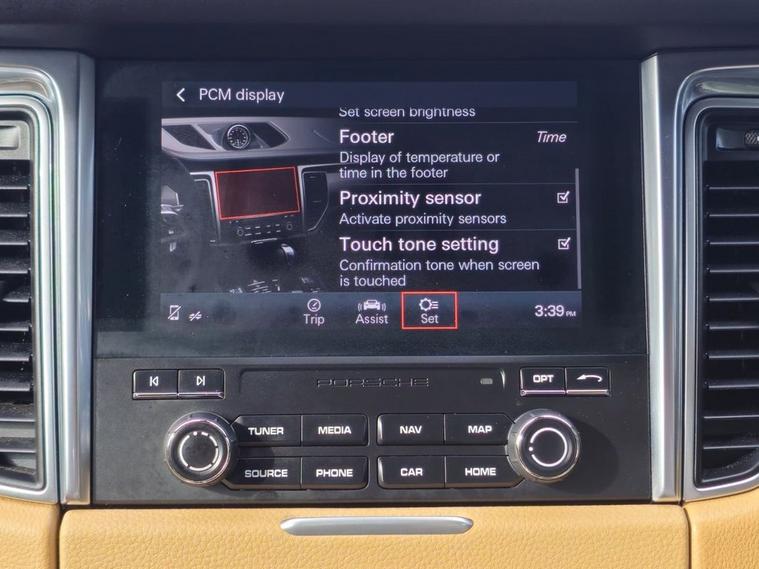 PCM display
Set screen brightness
Footer
Time
Display of temperature or
time in the footer
Proximity sensor
Activate proximity sensors
Touch tone setting
Confirmation tone when screen
is touched
Trip
Assist
Set
3:39 PM
PORSCHE
OPT
TUNER
MEDIA
NAV
MAP
SOURCE
PHONE
CAR
HOME